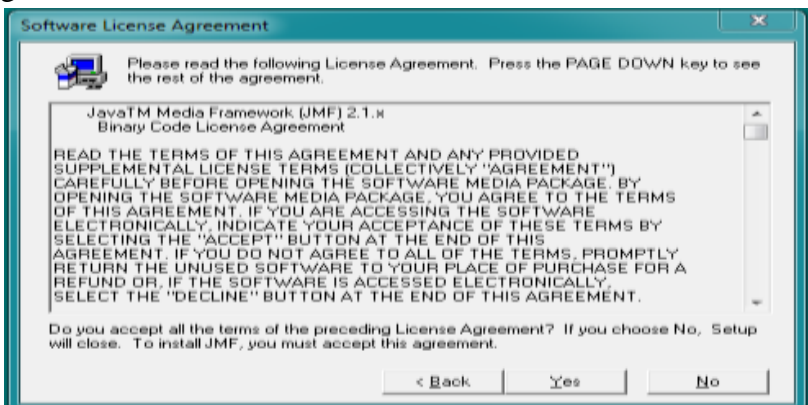 Software License Agreement
Please read the following License Agreement. Press the PAGE DOWN key to see
the rest of the agreement.
JavaTM Media Framework (JMF) 2.1.x
Binary Code License Agreement
READ THE TERMS OF THIS AGREEMENT AND ANY PROVIDED
SUPPLEMENTAL LICENSE TERMS (COLLECTIVELY "AGREEMENT")
CAREFULLY BEFORE OPENING THE SOFTWARE MEDIA PACKAGE. BY
OPENING THE SOFTWARE MEDIA PACKAGE, YOU AGREE TO THE TERMS
OF THIS AGREEMENT. IF YOU ARE ACCESSING THE SOFTWARE
ELECTRONICALLY, INDICATE YOUR ACCEPTANCE OF THESE TERMS BY
SELECTING THE "ACCEPT" BUTTON AT THE END OF THIS
AGREEMENT. IF YOU DO NOT AGREE TO ALL OF THE TERMS, PROMPTLY
RETURN THE UNUSED SOFTWARE TO YOUR PLACE OF PURCHASE FOR A
REFUND OR, IF THE SOFTWARE IS ACCESSED ELECTRONICALLY,
SELECT THE "DECLINE" BUTTON AT THE END OF THIS AGREEMENT.
Do you accept all the terms of the preceding License Agreement? If you choose No, Setup
will close. To install JMF, you must accept this agreement.
< Back Yes No